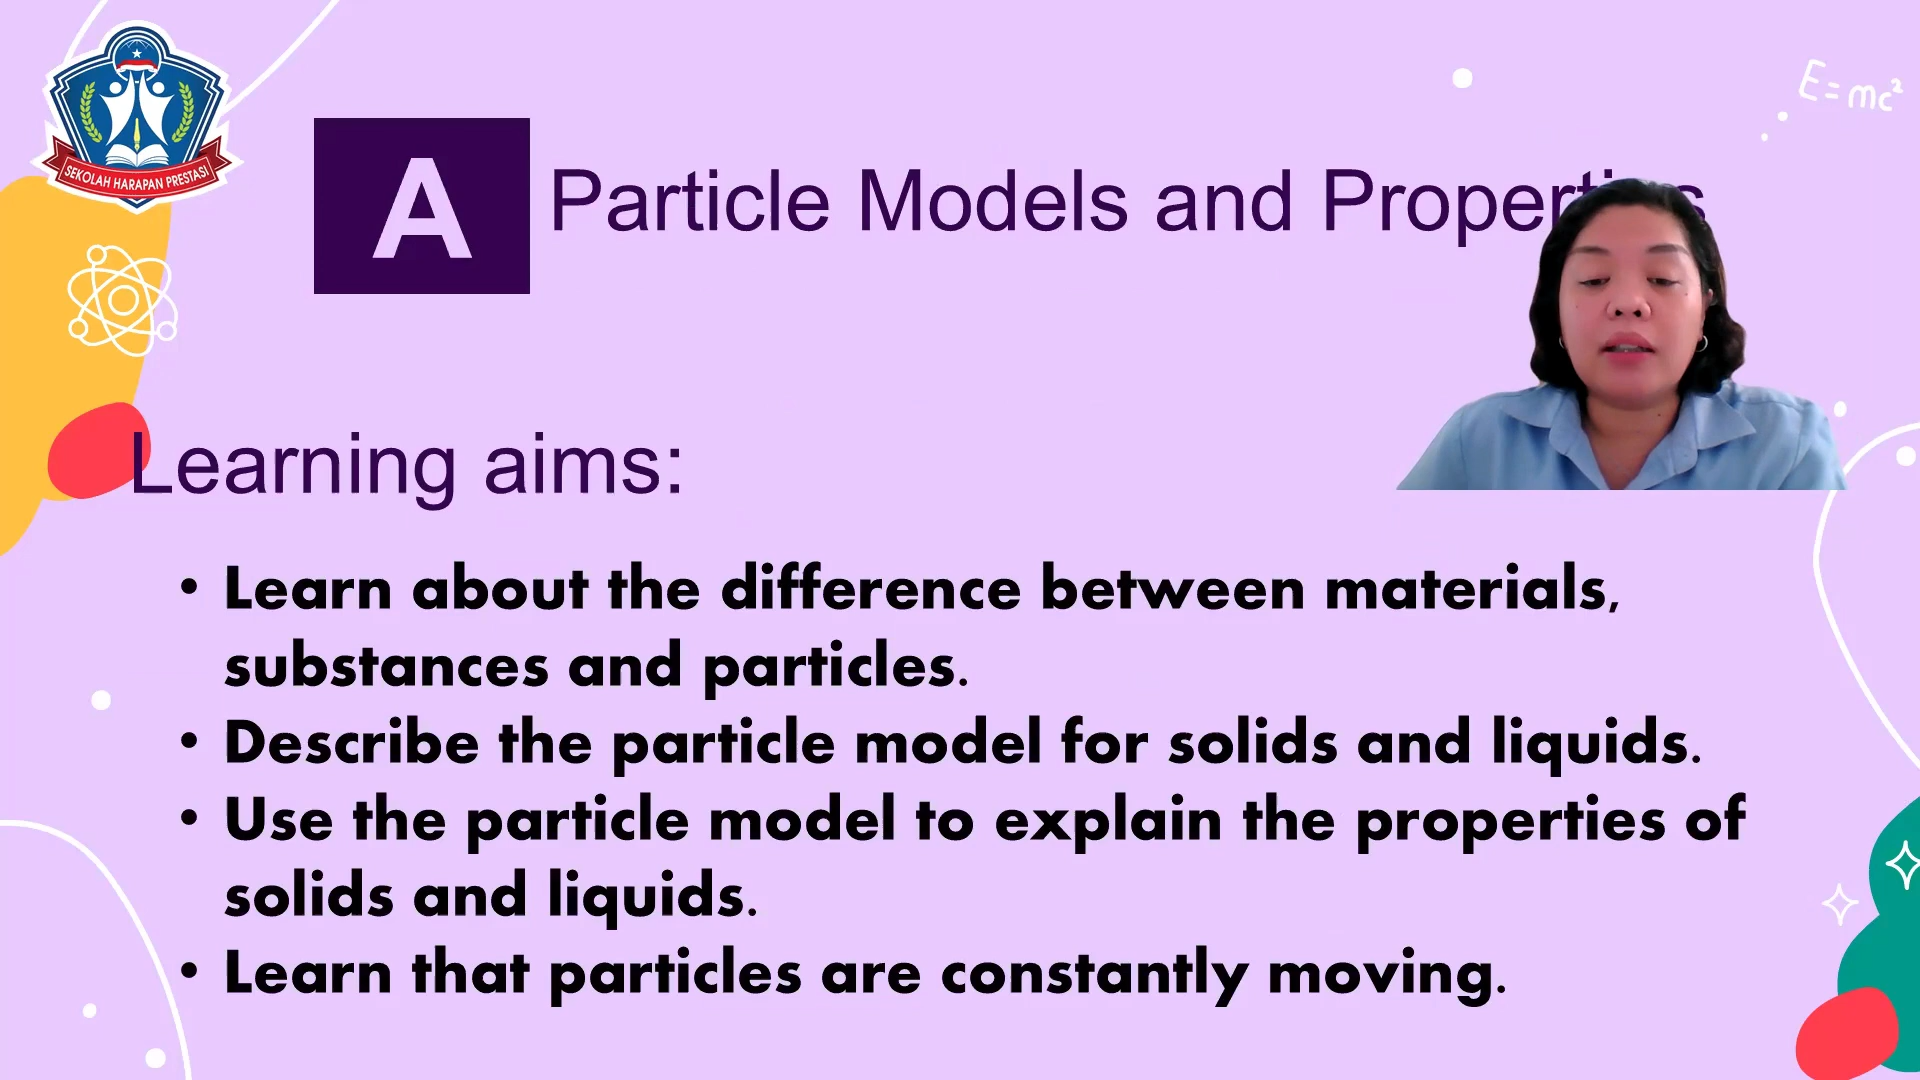 SEKOLAH HARAPAN PRESTASI
E=mc²
A
Particle Models and Properties
Learning aims:
• Learn about the difference between materials,
substances and particles.
• Describe the particle model for solids and liquids.
• Use the particle model to explain the properties of
solids and liquids.
• Learn that particles are constantly moving.